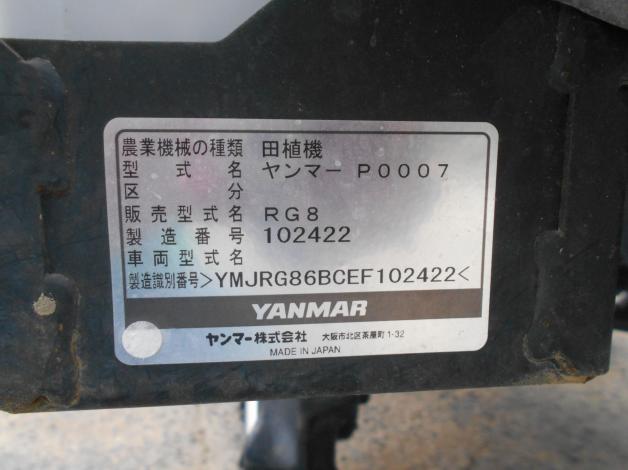 農業機械の種類 田植機
型式名 ヤンマー P0007
区分
販売型式名 RG8
製造番号 102422
車両型式名
製造識別番号 >YMJRG86BCEF102422<
YANMAR
ヤンマー株式会社 大阪市北区茶屋町1-32
MADE IN JAPAN